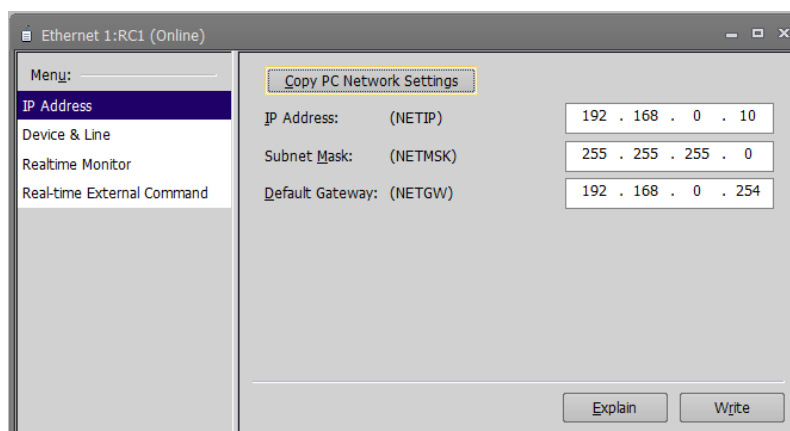 Ethernet 1:RC1 (Online)
Menu:
IP Address
Device & Line
Realtime Monitor
Real-time External Command
Copy PC Network Settings
IP Address: (NETIP) 192 . 168 . 0 . 10
Subnet Mask: (NETMSK) 255 . 255 . 255 . 0
Default Gateway: (NETGW) 192 . 168 . 0 . 254
Explain Write